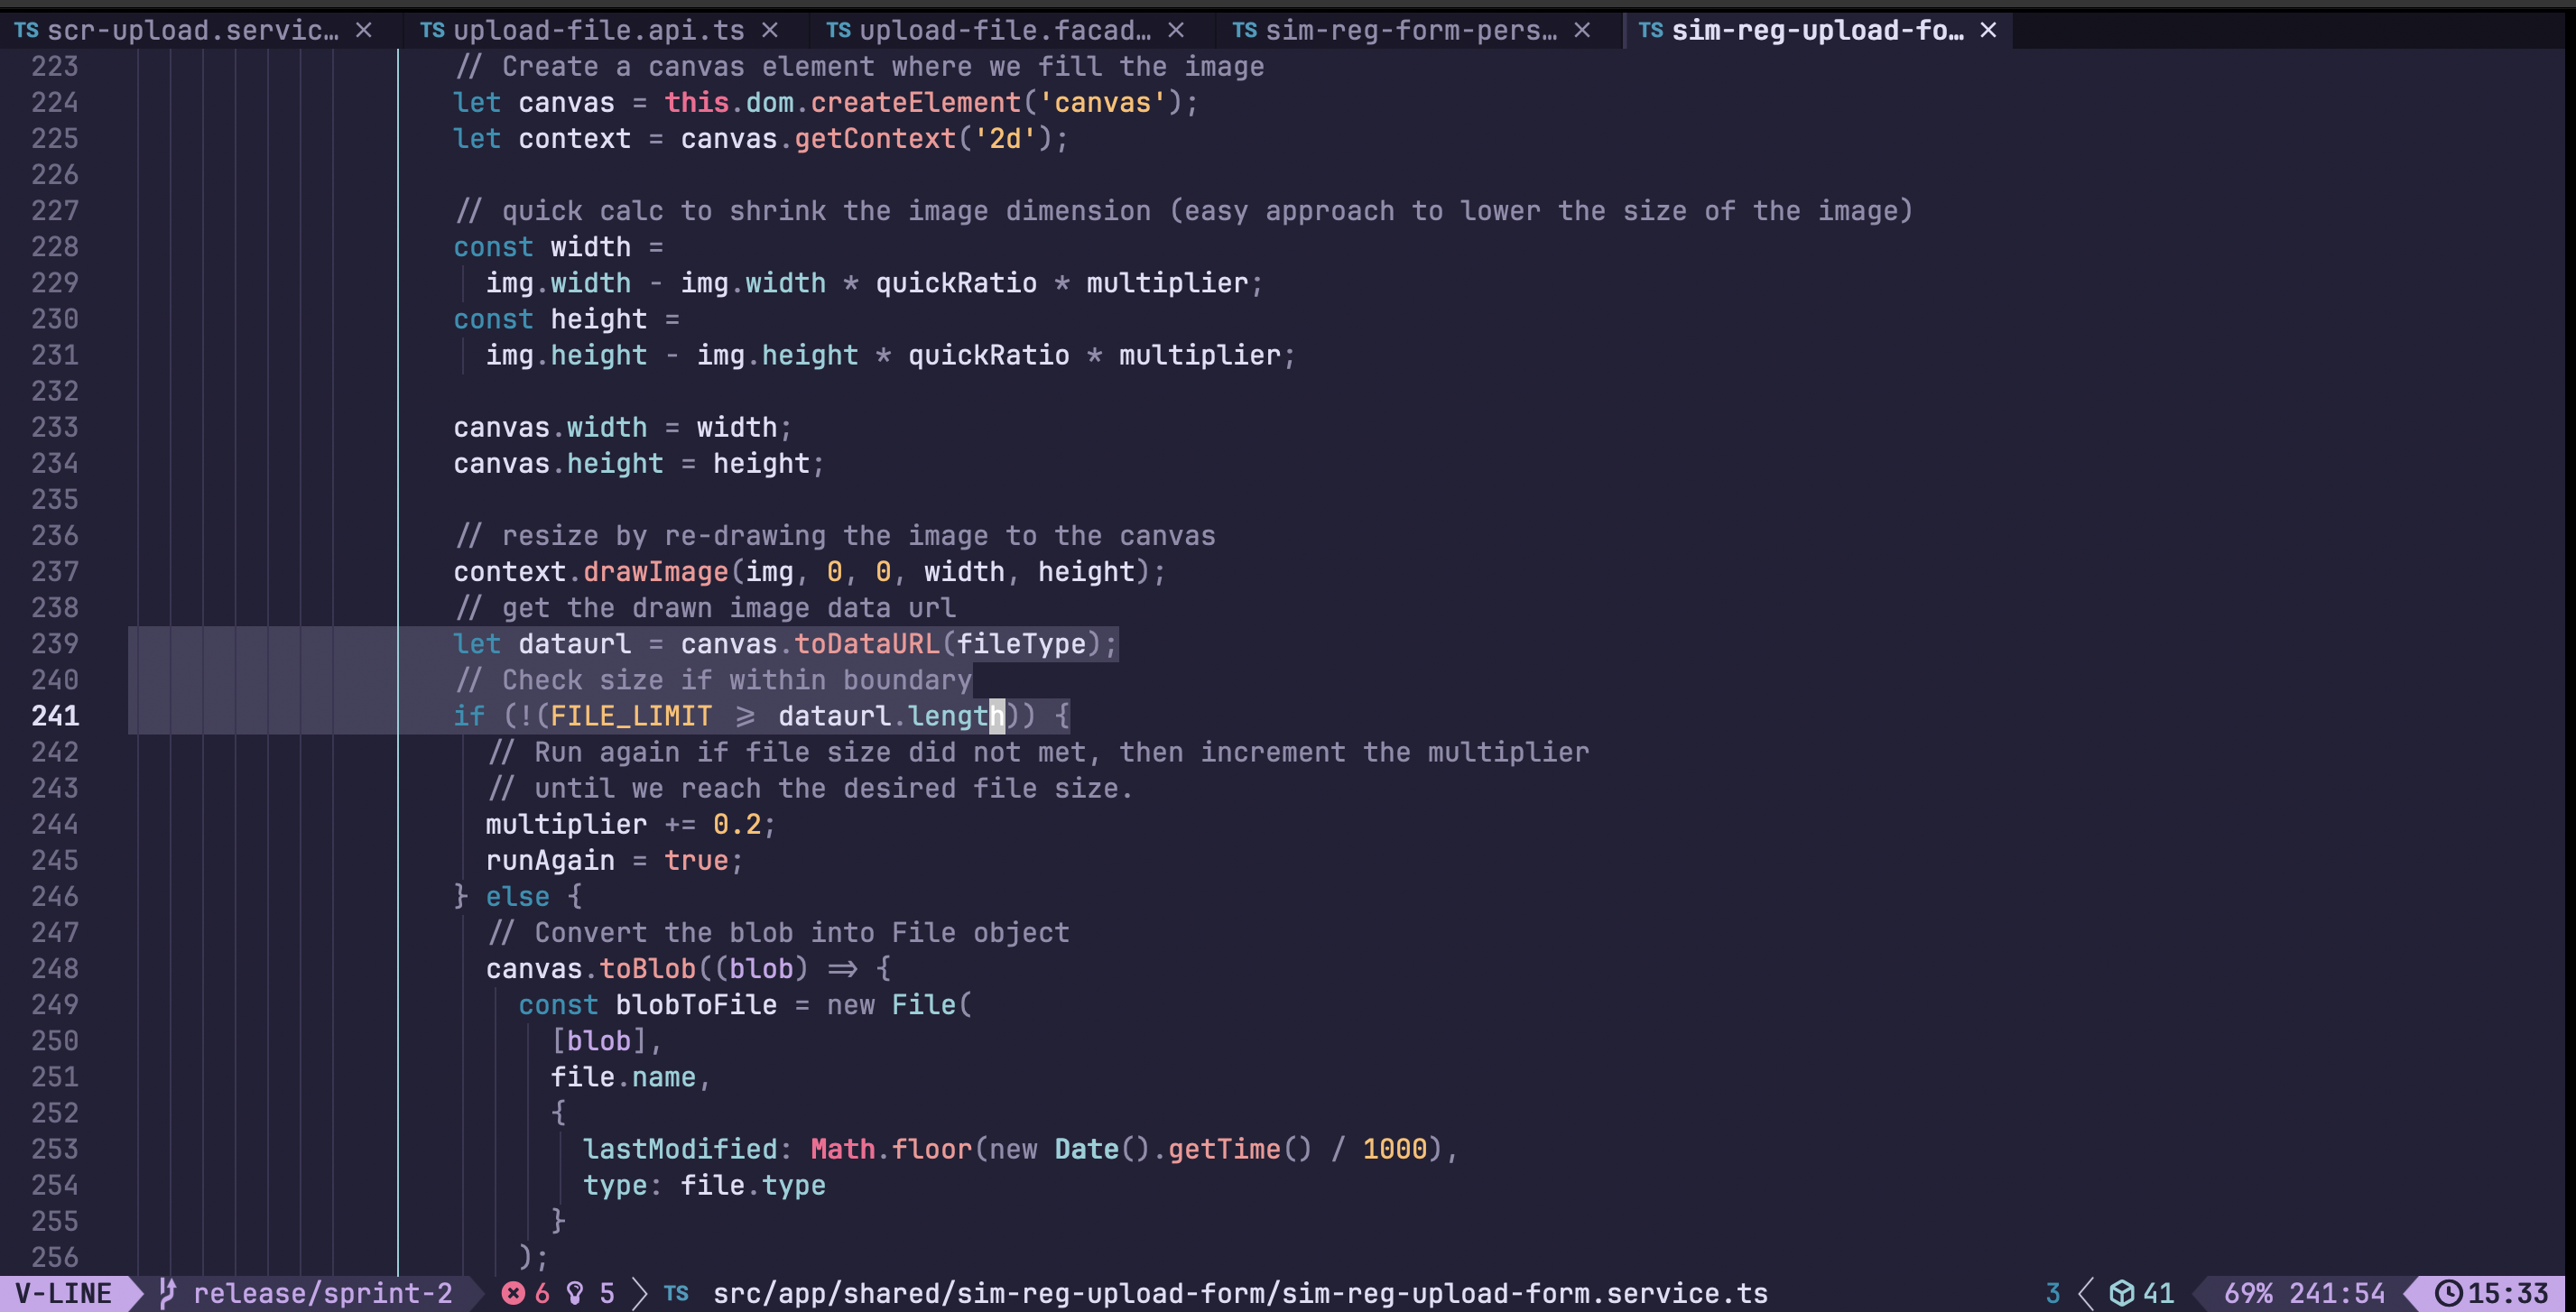 TS scr-upload.servic… × TS upload-file.api.ts × TS upload-file.facad… × TS sim-reg-form-pers… × TS sim-reg-upload-fo… ×
223 // Create a canvas element where we fill the image
224 let canvas = this.dom.createElement('canvas');
225 let context = canvas.getContext('2d');
226
227 // quick calc to shrink the image dimension (easy approach to lower the size of the image)
228 const width =
229 img.width - img.width * quickRatio * multiplier;
230 const height =
231 img.height - img.height * quickRatio * multiplier;
232
233 canvas.width = width;
234 canvas.height = height;
235
236 // resize by re-drawing the image to the canvas
237 context.drawImage(img, 0, 0, width, height);
238 // get the drawn image data url
239 let dataurl = canvas.toDataURL(fileType);
240 // Check size if within boundary
241 if (!(FILE_LIMIT >= dataurl.length)) {
242 // Run again if file size did not met, then increment the multiplier
243 // until we reach the desired file size.
244 multiplier += 0.2;
245 runAgain = true;
246 } else {
247 // Convert the blob into File object
248 canvas.toBlob((blob) => {
249 const blobToFile = new File(
250 [blob],
251 file.name,
252 {
253 lastModified: Math.floor(new Date().getTime() / 1000),
254 type: file.type
255 }
256 );
V-LINE release/sprint-2 6 5 TS src/app/shared/sim-reg-upload-form/sim-reg-upload-form.service.ts 3 41 69% 241:54 15:33